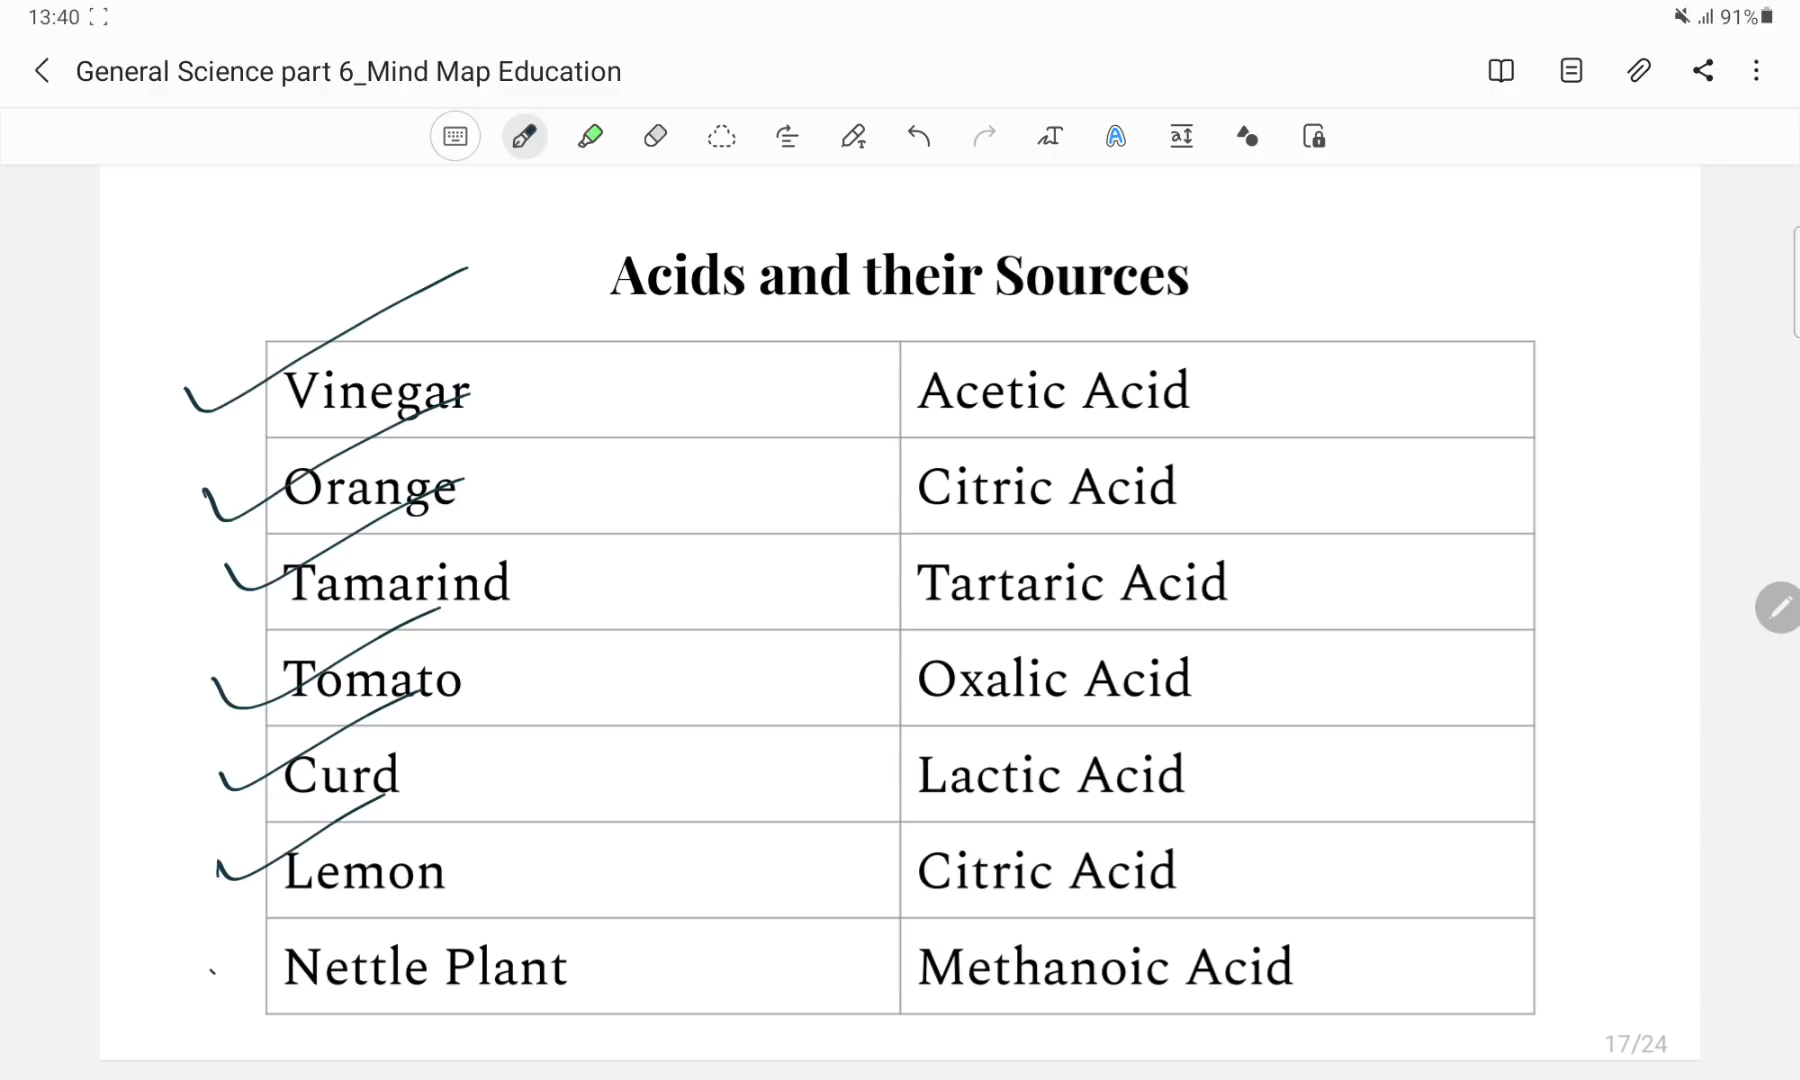 13:40 91%
General Science part 6_Mind Map Education
Acids and their Sources
Vinegar Acetic Acid
Orange Citric Acid
Tamarind Tartaric Acid
Tomato Oxalic Acid
Curd Lactic Acid
Lemon Citric Acid
Nettle Plant Methanoic Acid
17/24